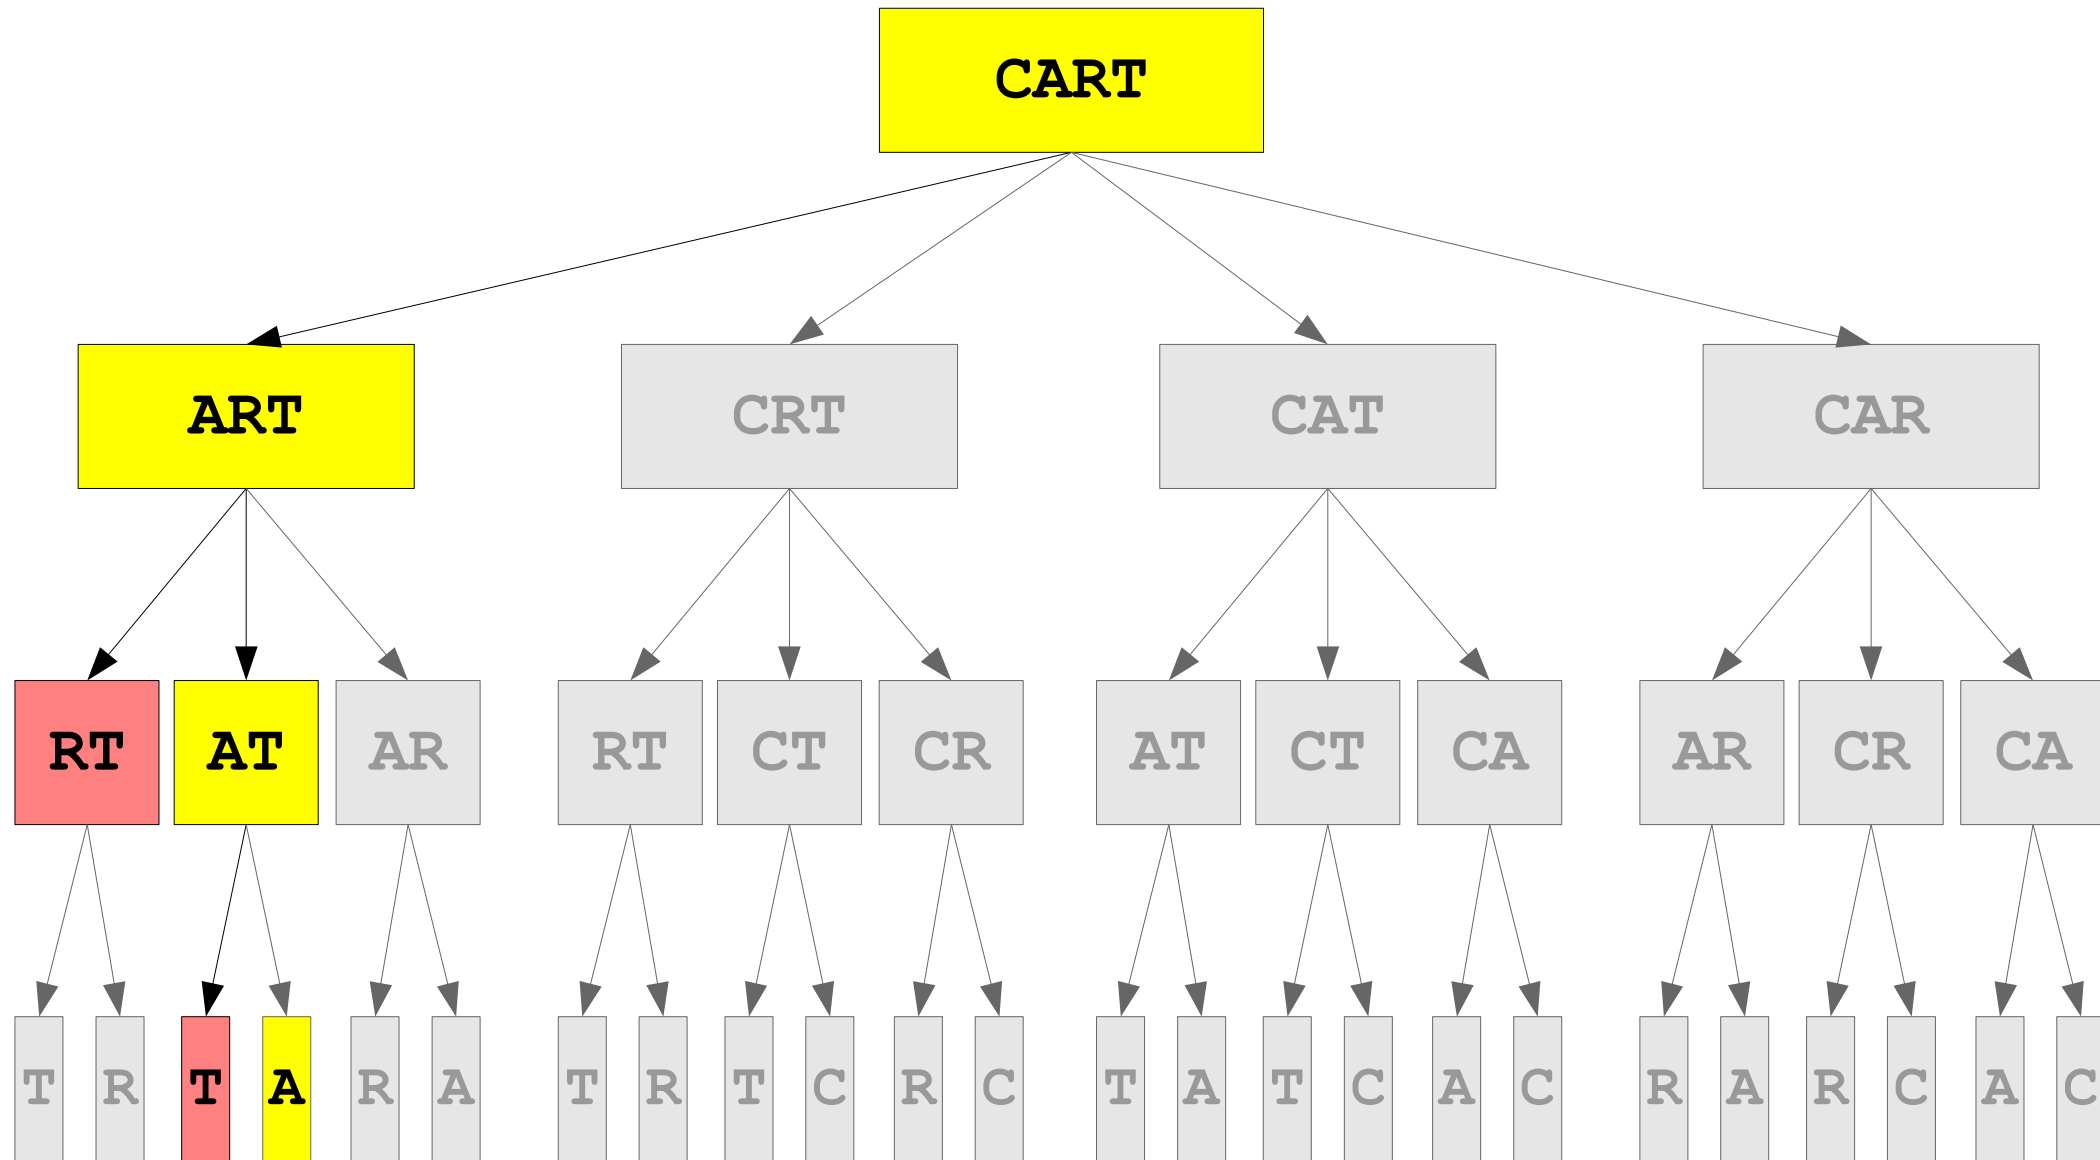 CART
ART CRT CAT CAR
RT AT AR RT CT CR AT CT CA AR CR CA
T R T A R A T R T C R C T A T C A C R A R C A C